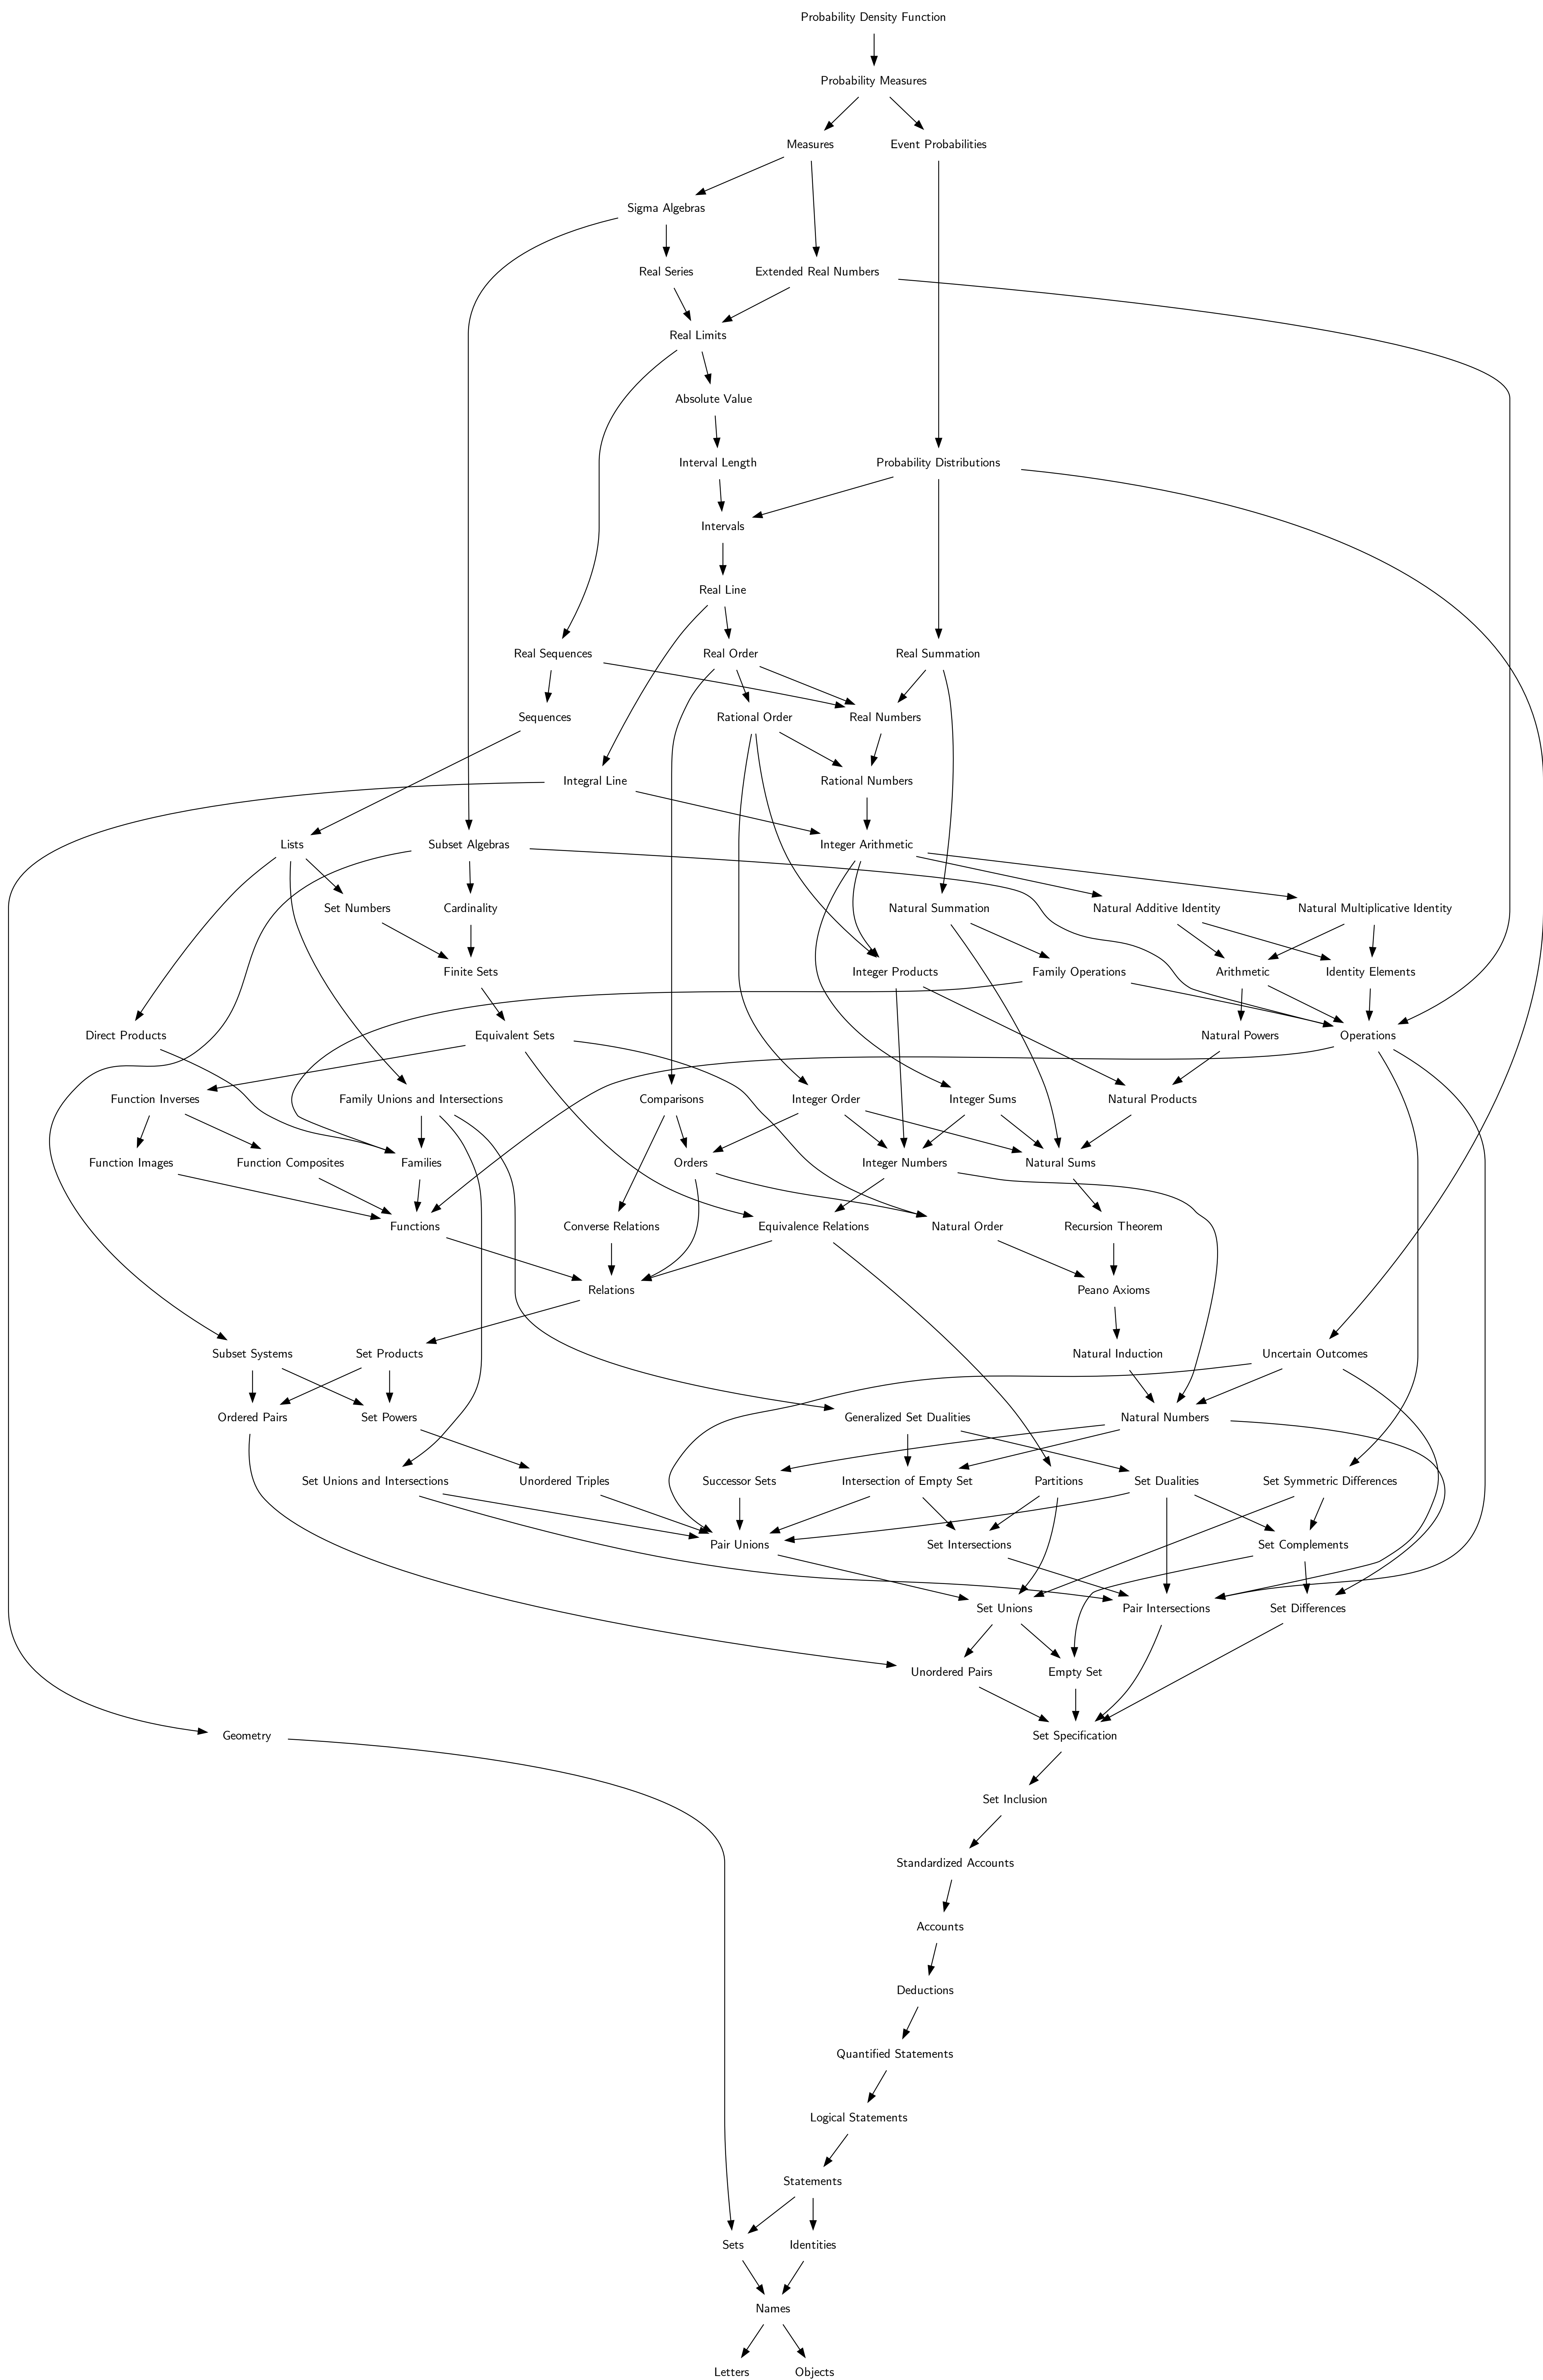 Probability Density Function
Probability Measures
Measures
Event Probabilities
Sigma Algebras
Real Series
Extended Real Numbers
Real Limits
Absolute Value
Interval Length
Probability Distributions
Intervals
Real Line
Real Sequences
Real Order
Real Summation
Sequences
Rational Order
Real Numbers
Integral Line
Rational Numbers
Lists
Subset Algebras
Integer Arithmetic
Set Numbers
Cardinality
Natural Summation
Natural Additive Identity
Natural Multiplicative Identity
Finite Sets
Integer Products
Family Operations
Arithmetic
Identity Elements
Direct Products
Equivalent Sets
Natural Powers
Operations
Function Inverses
Family Unions and Intersections
Comparisons
Integer Order
Integer Sums
Natural Products
Function Images
Function Composites
Families
Orders
Integer Numbers
Natural Sums
Functions
Converse Relations
Equivalence Relations
Natural Order
Recursion Theorem
Relations
Peano Axioms
Subset Systems
Set Products
Natural Induction
Uncertain Outcomes
Ordered Pairs
Set Powers
Generalized Set Dualities
Natural Numbers
Set Unions and Intersections
Unordered Triples
Successor Sets
Intersection of Empty Set
Partitions
Set Dualities
Set Symmetric Differences
Pair Unions
Set Intersections
Set Complements
Set Unions
Pair Intersections
Set Differences
Unordered Pairs
Empty Set
Geometry
Set Specification
Set Inclusion
Standardized Accounts
Accounts
Deductions
Quantified Statements
Logical Statements
Statements
Sets
Identities
Names
Letters
Objects